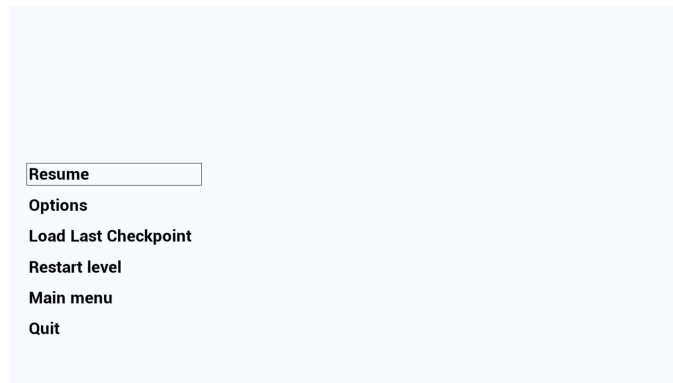 Resume
Options
Load Last Checkpoint
Restart level
Main menu
Quit